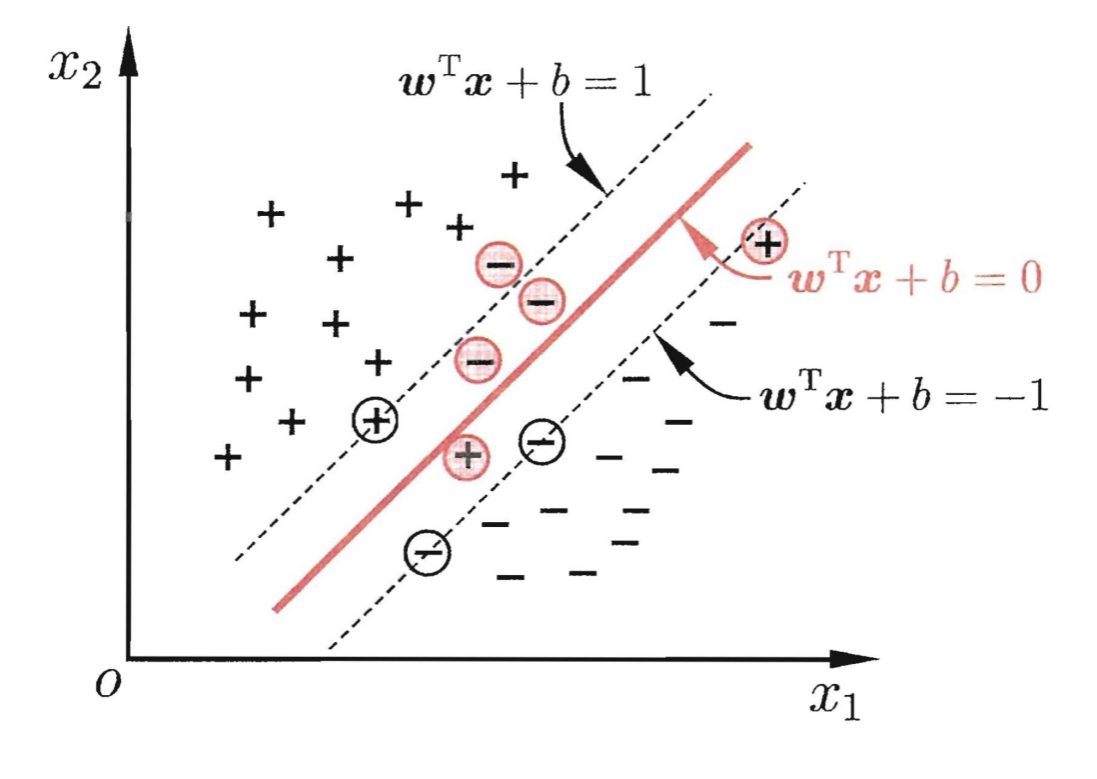 x₂
wᵀx + b = 1
wᵀx + b = 0
wᵀx + b = −1
O
x₁